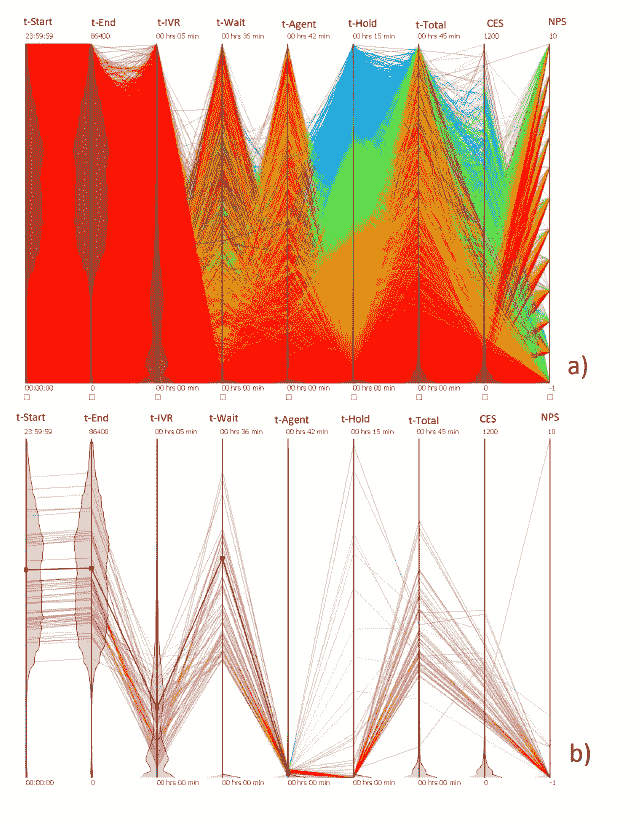 t-Start t-End t-IVR t-Wait t-Agent t-Hold t-Total CES NPS
23:59:59 86400 00 hrs 05 min 00 hrs 36 min 00 hrs 42 min 00 hrs 15 min 00 hrs 45 min 1200 10
a)
00:00:00 0 00 hrs 00 min 00 hrs 00 min 00 hrs 00 min 00 hrs 00 min 00 hrs 00 min 0 -1
t-Start t-End t-IVR t-Wait t-Agent t-Hold t-Total CES NPS
23:59:59 86400 00 hrs 05 min 00 hrs 36 min 00 hrs 42 min 00 hrs 15 min 00 hrs 45 min 1200 10
b)
00:00:00 0 00 hrs 00 min 00 hrs 00 min 00 hrs 00 min 00 hrs 00 min 00 hrs 00 min 0 -1